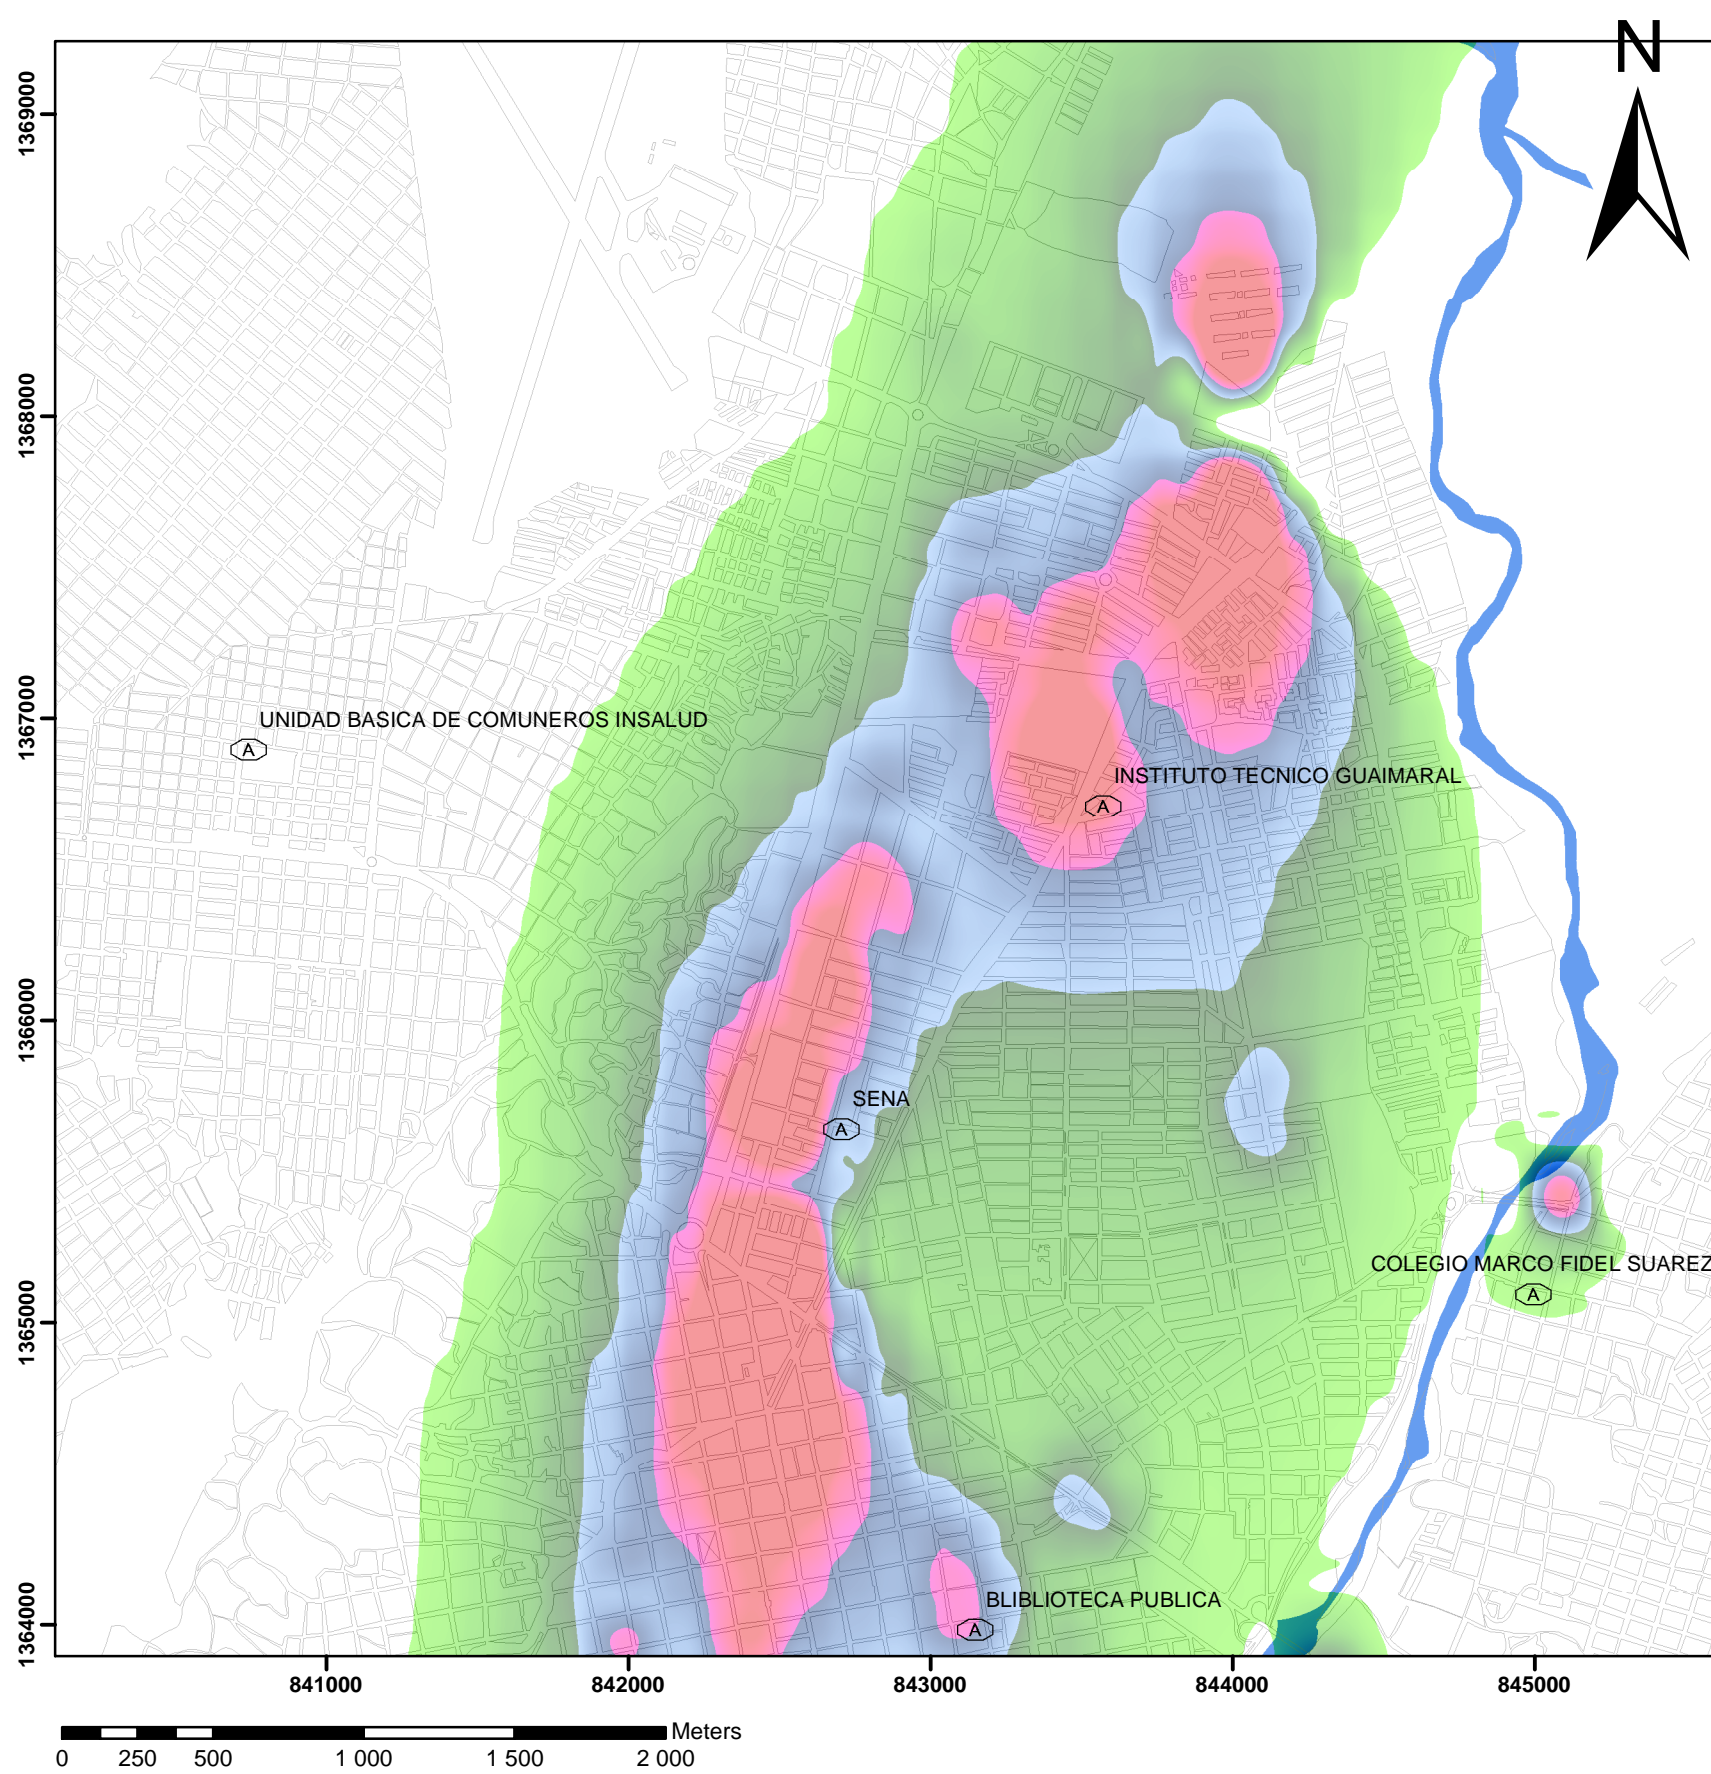 N
1369000
1368000
1367000
1366000
1365000
1364000
UNIDAD BASICA DE COMUNEROS INSALUD
A
INSTITUTO TECNICO GUAIMARAL
A
SENA
A
COLEGIO MARCO FIDEL SUAREZ
A
BLIBLIOTECA PUBLICA
A
841000 842000 843000 844000 845000
Meters
0 250 500 1 000 1 500 2 000